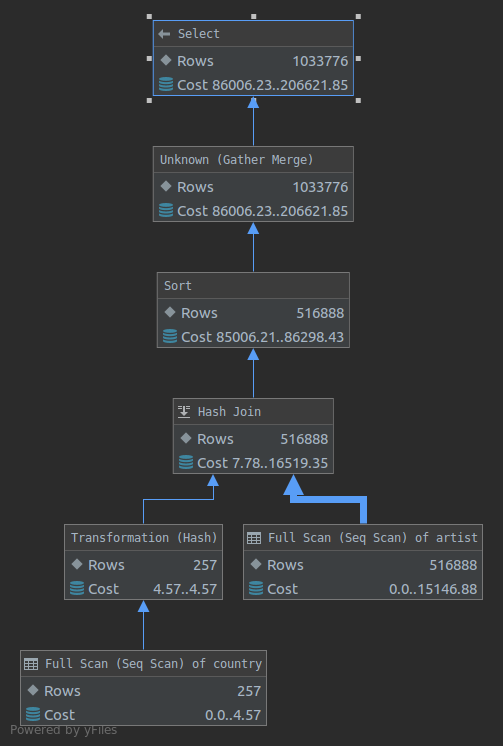 Select
Rows 1033776
Cost 86006.23..206621.85
Unknown (Gather Merge)
Rows 1033776
Cost 86006.23..206621.85
Sort
Rows 516888
Cost 85006.21..86298.43
Hash Join
Rows 516888
Cost 7.78..16519.35
Transformation (Hash)
Rows 257
Cost 4.57..4.57
Full Scan (Seq Scan) of artist
Rows 516888
Cost 0.0..15146.88
Full Scan (Seq Scan) of country
Rows 257
Cost 0.0..4.57
Powered by yFiles